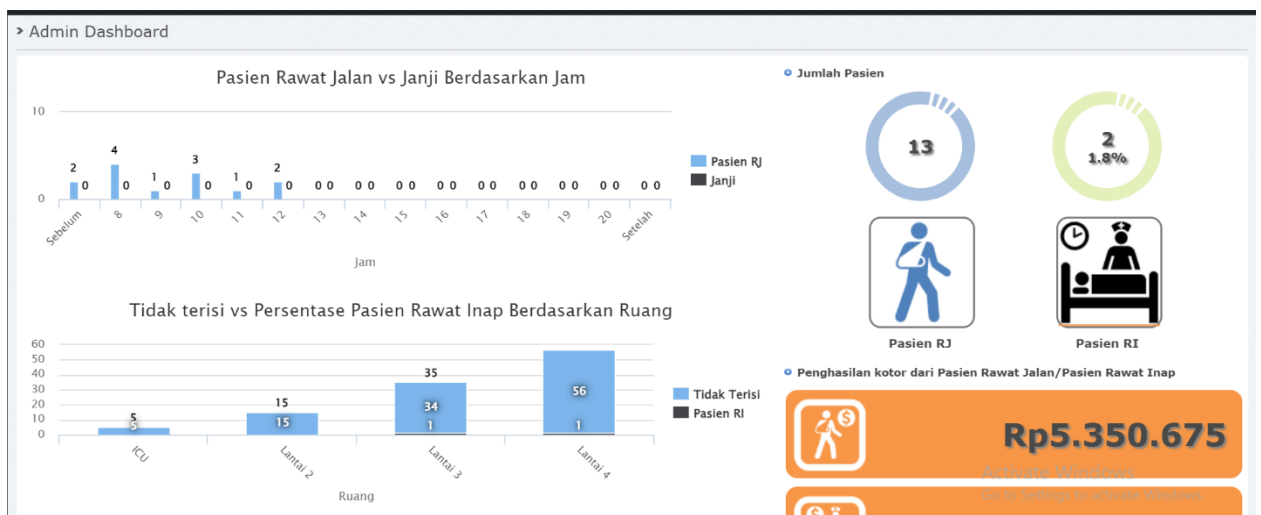 > Admin Dashboard
Pasien Rawat Jalan vs Janji Berdasarkan Jam
10
0
2 0 4 0 1 0 3 0 1 0 2 0 0 0 0 0 0 0 0 0 0 0 0 0 0 0 0 0 0 0
Sebelum 8 9 10 11 12 13 14 15 16 17 18 19 20 Setelah
Jam
Pasien RJ
Janji
Tidak terisi vs Persentase Pasien Rawat Inap Berdasarkan Ruang
60
50
40
30
20
10
0
5 15 35
5 15 34 56
1 1
ICU Lantai 2 Lantai 3 Lantai 4
Ruang
Tidak Terisi
Pasien RI
Jumlah Pasien
13
2
1.8%
Pasien RJ
Pasien RI
Penghasilan kotor dari Pasien Rawat Jalan/Pasien Rawat Inap
Rp5.350.675
Activate Windows
Go to Settings to activate Windows.